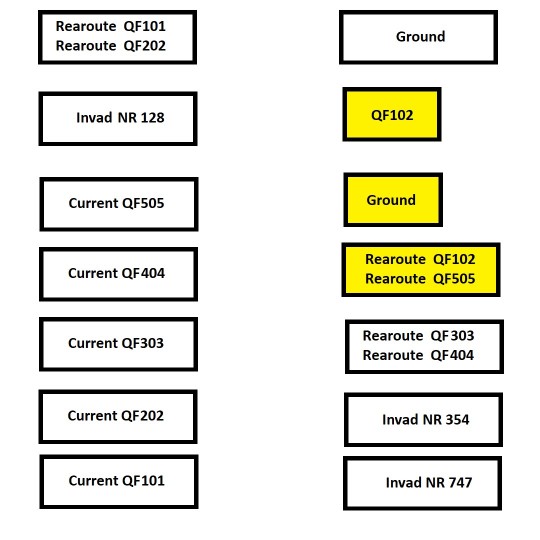 Rearoute QF101
Rearoute QF202
Invad NR 128
Current QF505
Current QF404
Current QF303
Current QF202
Current QF101
Ground
QF102
Ground
Rearoute QF102
Rearoute QF505
Rearoute QF303
Rearoute QF404
Invad NR 354
Invad NR 747